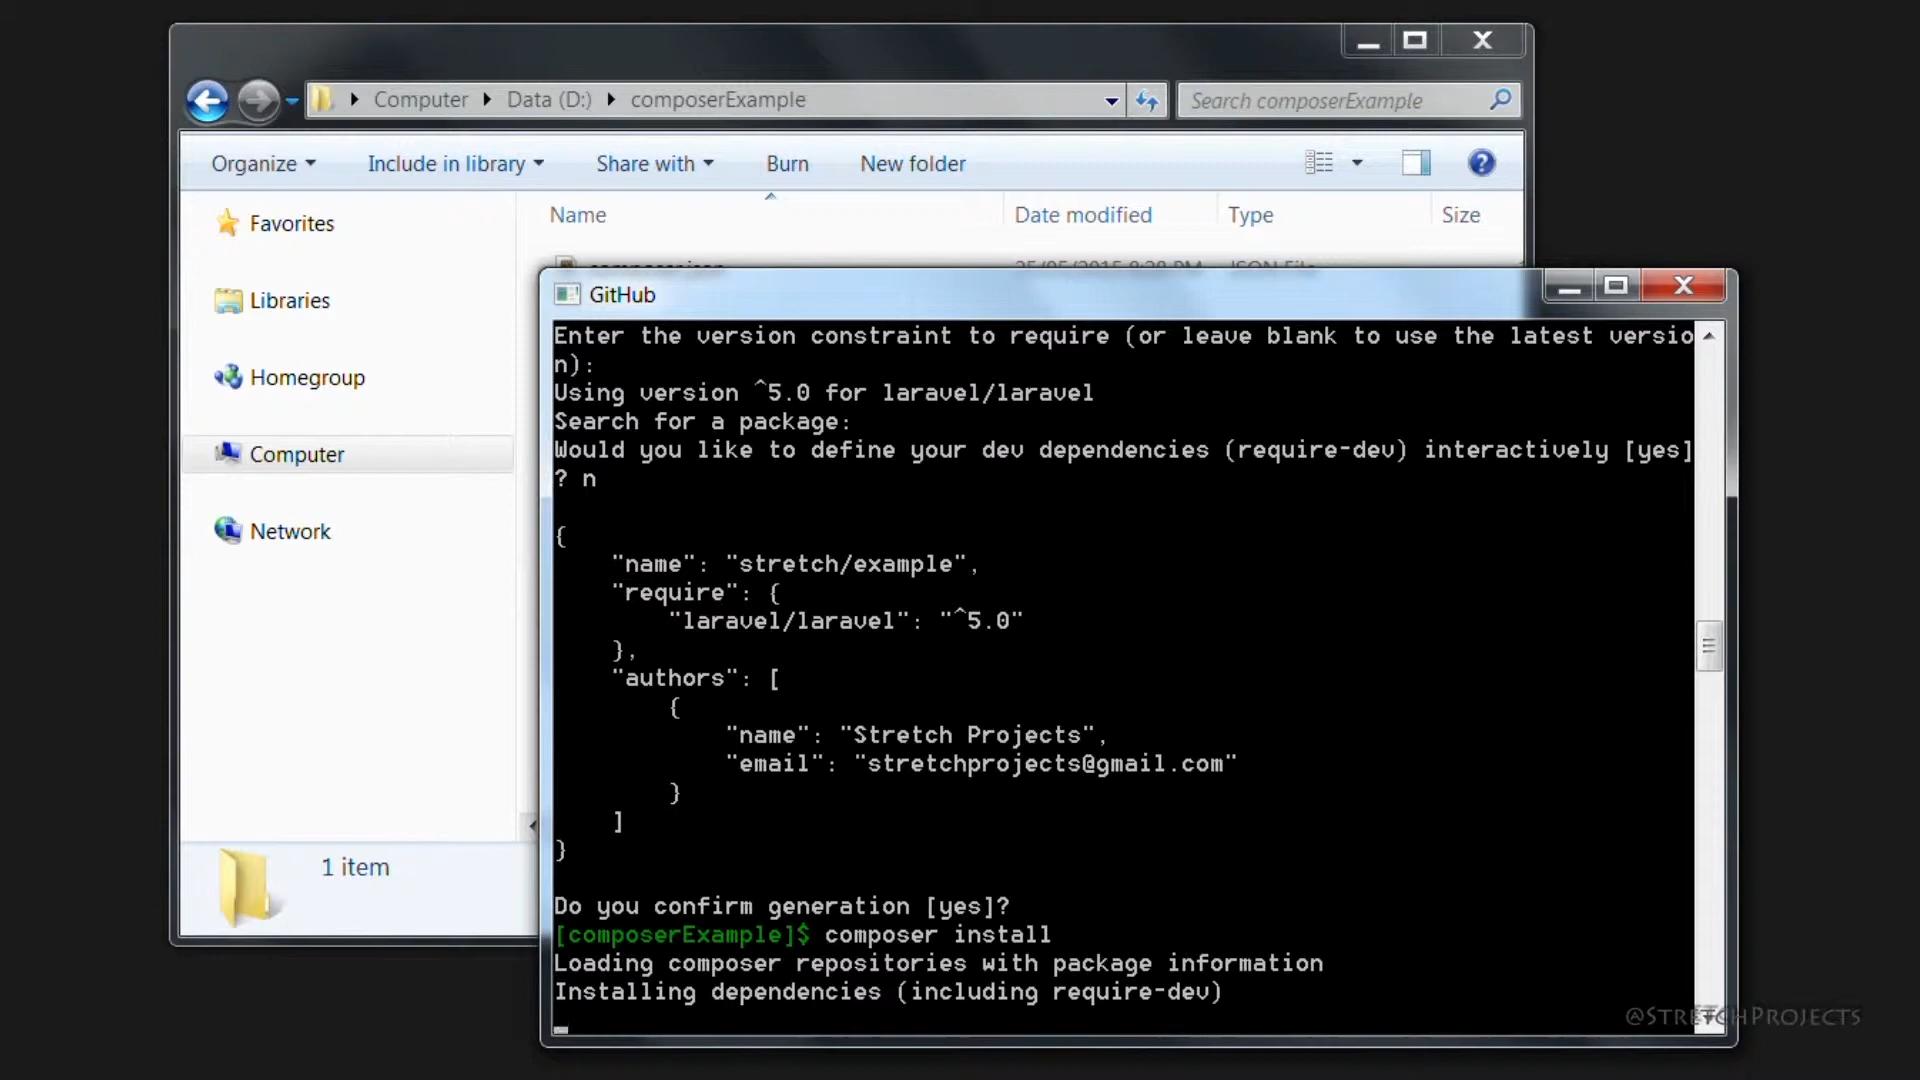 Computer Data (D:) composerExample
Search composerExample
Organize Include in library Share with Burn New folder
Favorites
Libraries
Homegroup
Computer
Network
Name Date modified Type Size
1 item
GitHub
Enter the version constraint to require (or leave blank to use the latest versio
n):
Using version ^5.0 for laravel/laravel
Search for a package:
Would you like to define your dev dependencies (require-dev) interactively [yes]
? n
{
"name": "stretch/example",
"require": {
"laravel/laravel": "^5.0"
},
"authors": [
{
"name": "Stretch Projects",
"email": "stretchprojects@gmail.com"
}
]
}
Do you confirm generation [yes]?
[composerExample]$ composer install
Loading composer repositories with package information
Installing dependencies (including require-dev)
@STRETCHPROJECTS